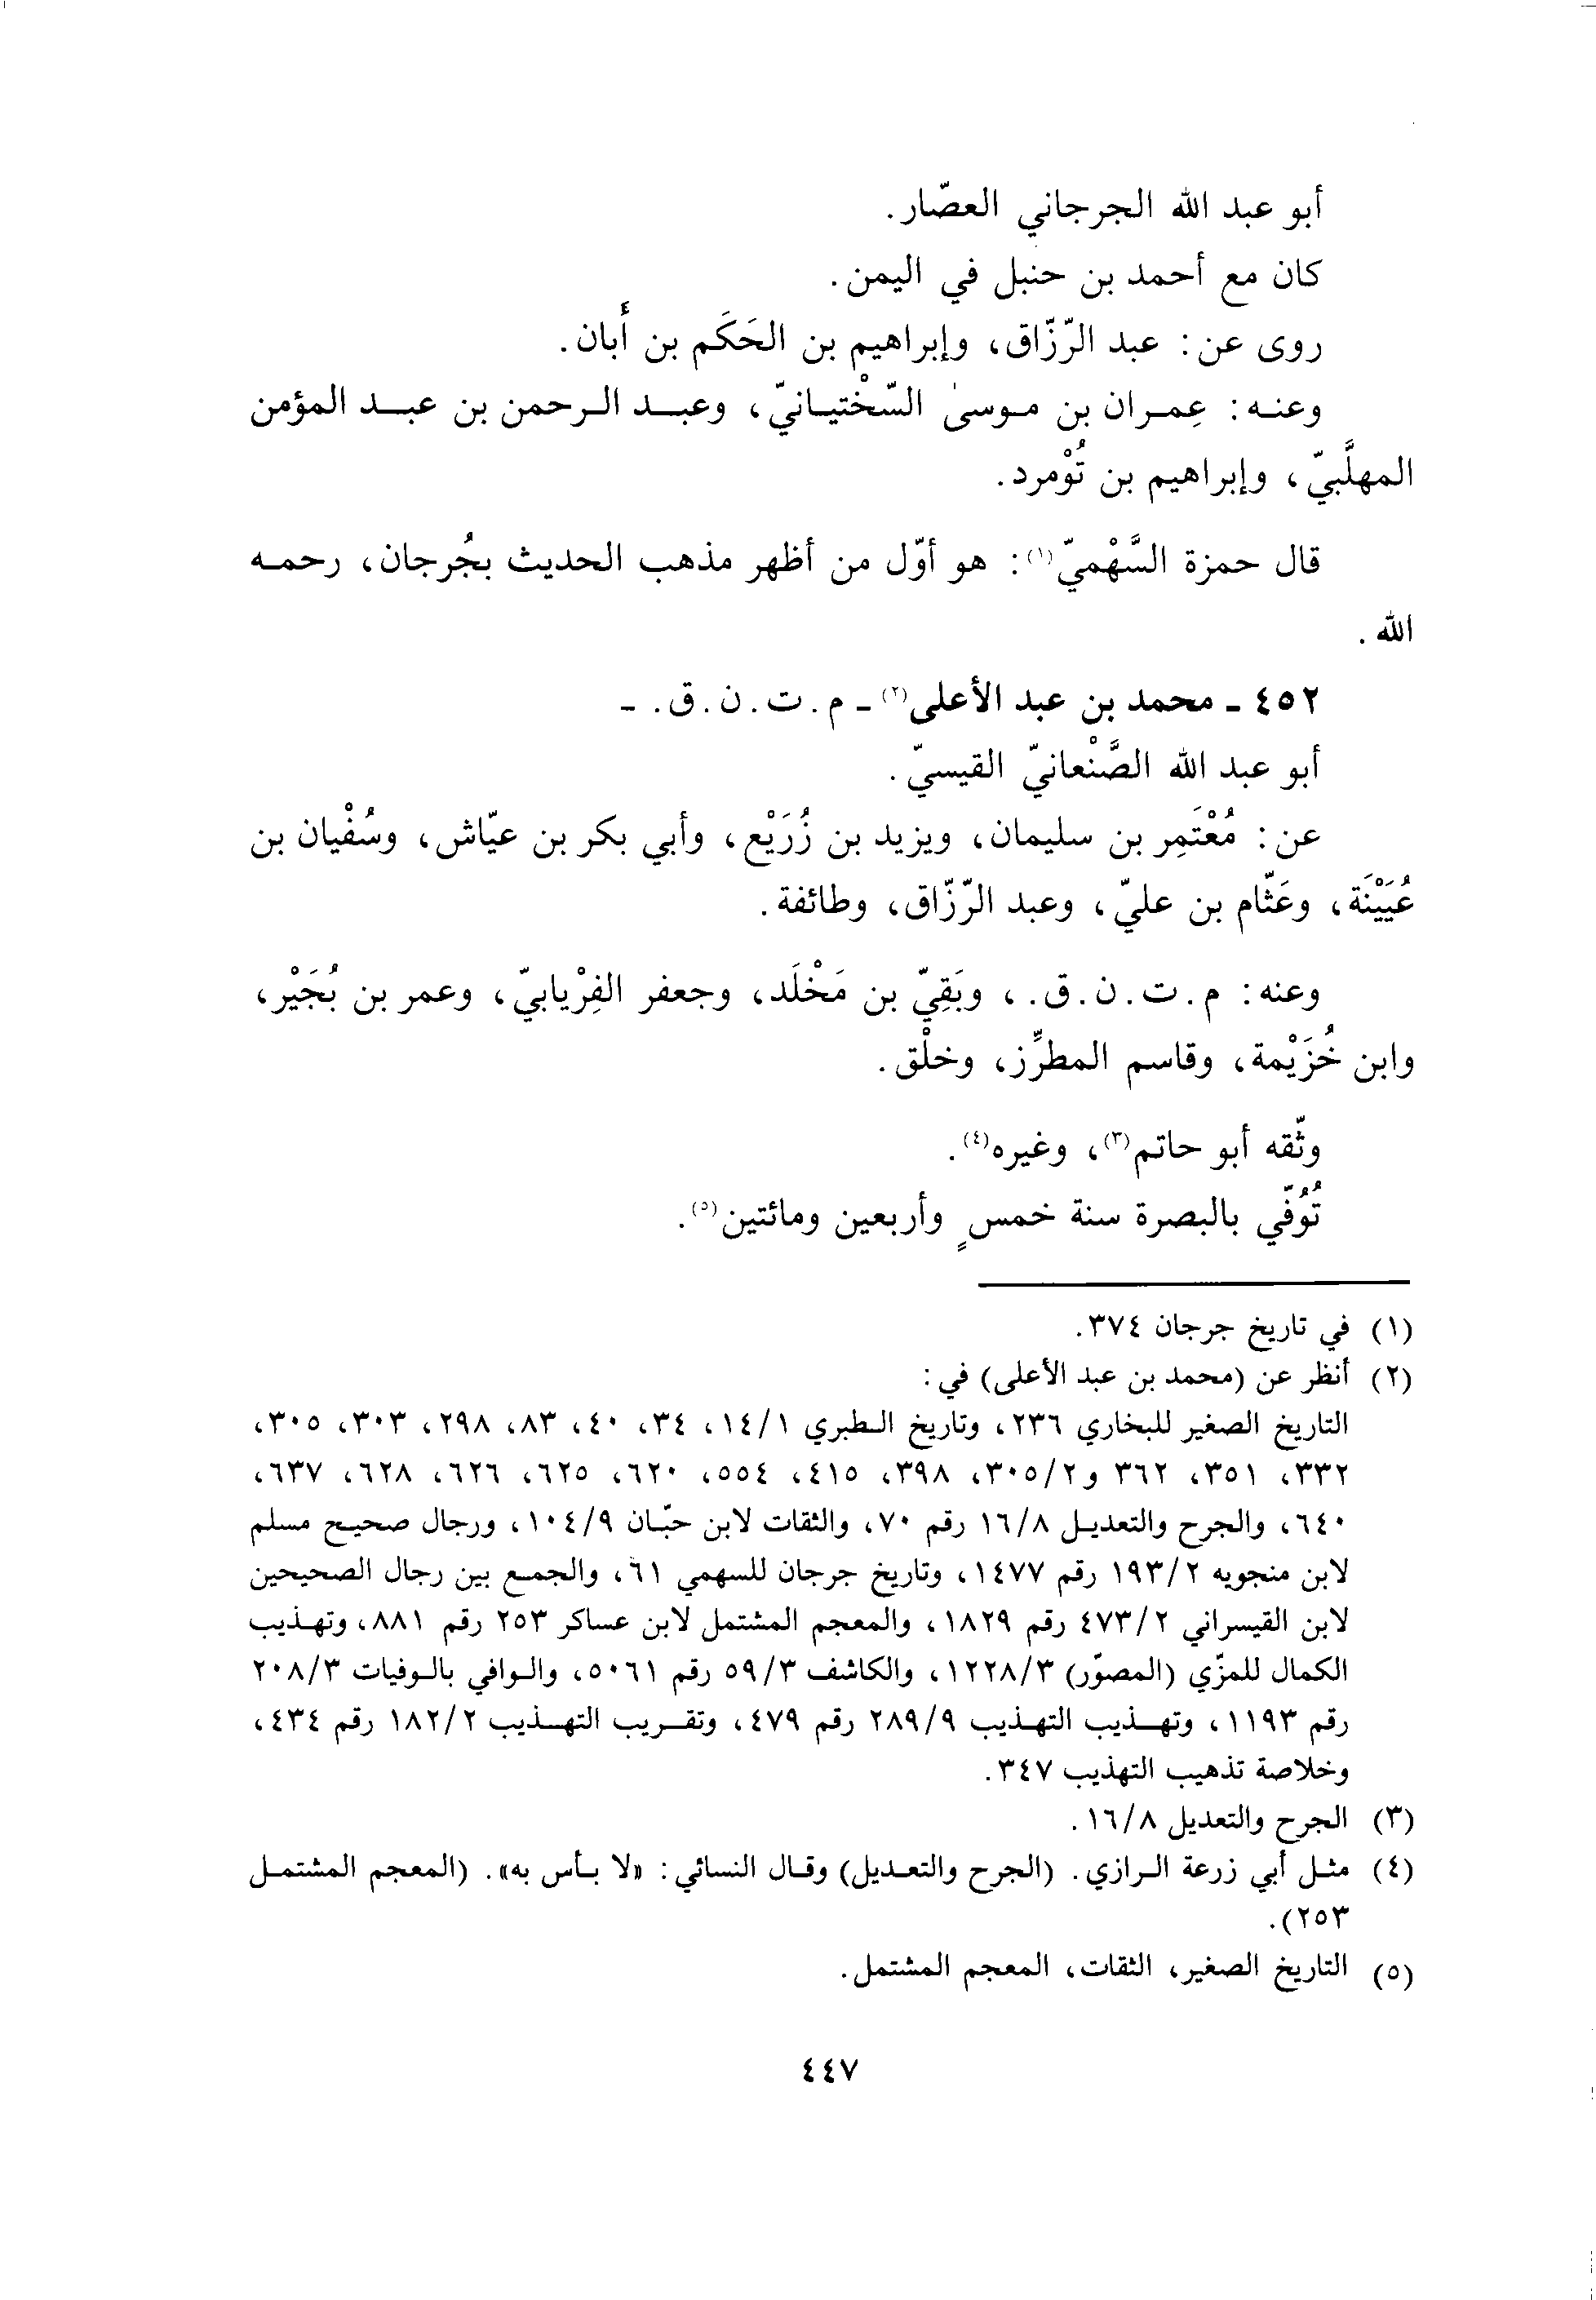 أبو عبد الله الجرجاني العصّار.
كان مع أحمد بن حنبل في اليمن.
روى عن: عبد الرّزّاق، وإبراهيم بن الحَكَم بن أَبان.
وعنه: عِمران بن موسىٰ السّخْتيانيّ، وعبد الرحمن بن عبد المؤمن
المهلَّبيّ، وإبراهيم بن تُوْمرد.
قال حمزة السَّهْميّ(١): هو أوّل من أظهر مذهب الحديث بجُرجان، رحمه
الله.
٤٥٢ - محمد بن عبد الأعلى(٢) - م. ت. ن. ق. -
أبو عبد الله الصَّنْعانيّ القيسيّ.
عن: مُعْتَمِر بن سليمان، ويزيد بن زُرَيْع، وأبي بكر بن عيّاش، وسُفْيان بن
عُيَيْنَة، وعَثّام بن عليّ، وعبد الرّزّاق، وطائفة.
وعنه: م. ت. ن. ق.، وبَقِيّ بن مَخْلَد، وجعفر الفِرْيابيّ، وعمر بن بُجَيْر،
وابن خُزَيْمة، وقاسم المطرِّز، وخلْق.
وثّقه أبو حاتم(٣)، وغيره(٤).
تُوُفّي بالبصرة سنة خمسٍ وأربعين ومائتين(٥).
(١) في تاريخ جرجان ٣٧٤.
(٢) أنظر عن (محمد بن عبد الأعلى) في:
التاريخ الصغير للبخاري ٢٣٦، وتاريخ الطبري ١/١٤، ٣٤، ٤٠، ٨٣، ٢٩٨، ٣٠٣، ٣٠٥،
٣٣٢، ٣٥١، ٣٦٢ و٣٠٥/٢، ٣٩٨، ٤١٥، ٥٥٤، ٦٢٠، ٦٢٥، ٦٢٦، ٦٢٨، ٦٣٧،
٦٤٠، والجرح والتعديل ١٦/٨ رقم ٧٠، والثقات لابن حبّان ١٠٤/٩، ورجال صحيح مسلم
لابن منجويه ١٩٣/٢ رقم ١٤٧٧، وتاريخ جرجان للسهمي ٦١، والجمع بين رجال الصحيحين
لابن القيسراني ٤٧٣/٢ رقم ١٨٢٩، والمعجم المشتمل لابن عساكر ٢٥٣ رقم ٨٨١، وتهذيب
الكمال للمزّي (المصوّر) ١٢٢٨/٣، والكاشف ٥٩/٣ رقم ٥٠٦١، والوافي بالوفيات ٢٠٨/٣
رقم ١١٩٣، وتهذيب التهذيب ٢٨٩/٩ رقم ٤٧٩، وتقريب التهذيب ١٨٢/٢ رقم ٤٣٤،
وخلاصة تذهيب التهذيب ٣٤٧.
(٣) الجرح والتعديل ١٦/٨.
(٤) مثل أبي زرعة الرازي. (الجرح والتعديل) وقال النسائي: «لا بأس به». (المعجم المشتمل
٢٥٣).
(٥) التاريخ الصغير، الثقات، المعجم المشتمل.
٤٤٧